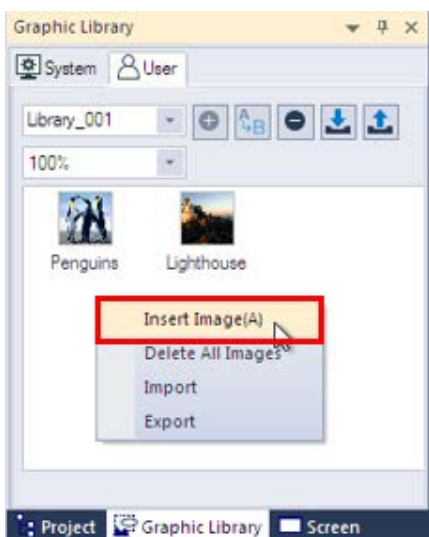 Graphic Library
System User
Library_001
A B
100%
Penguins Lighthouse
Insert Image(A)
Delete All Images
Import
Export
Project Graphic Library Screen